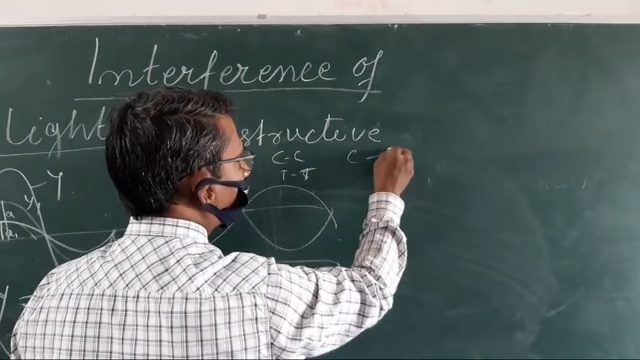 Interference of
Light structive
C-C C-
T-T
Y
a y